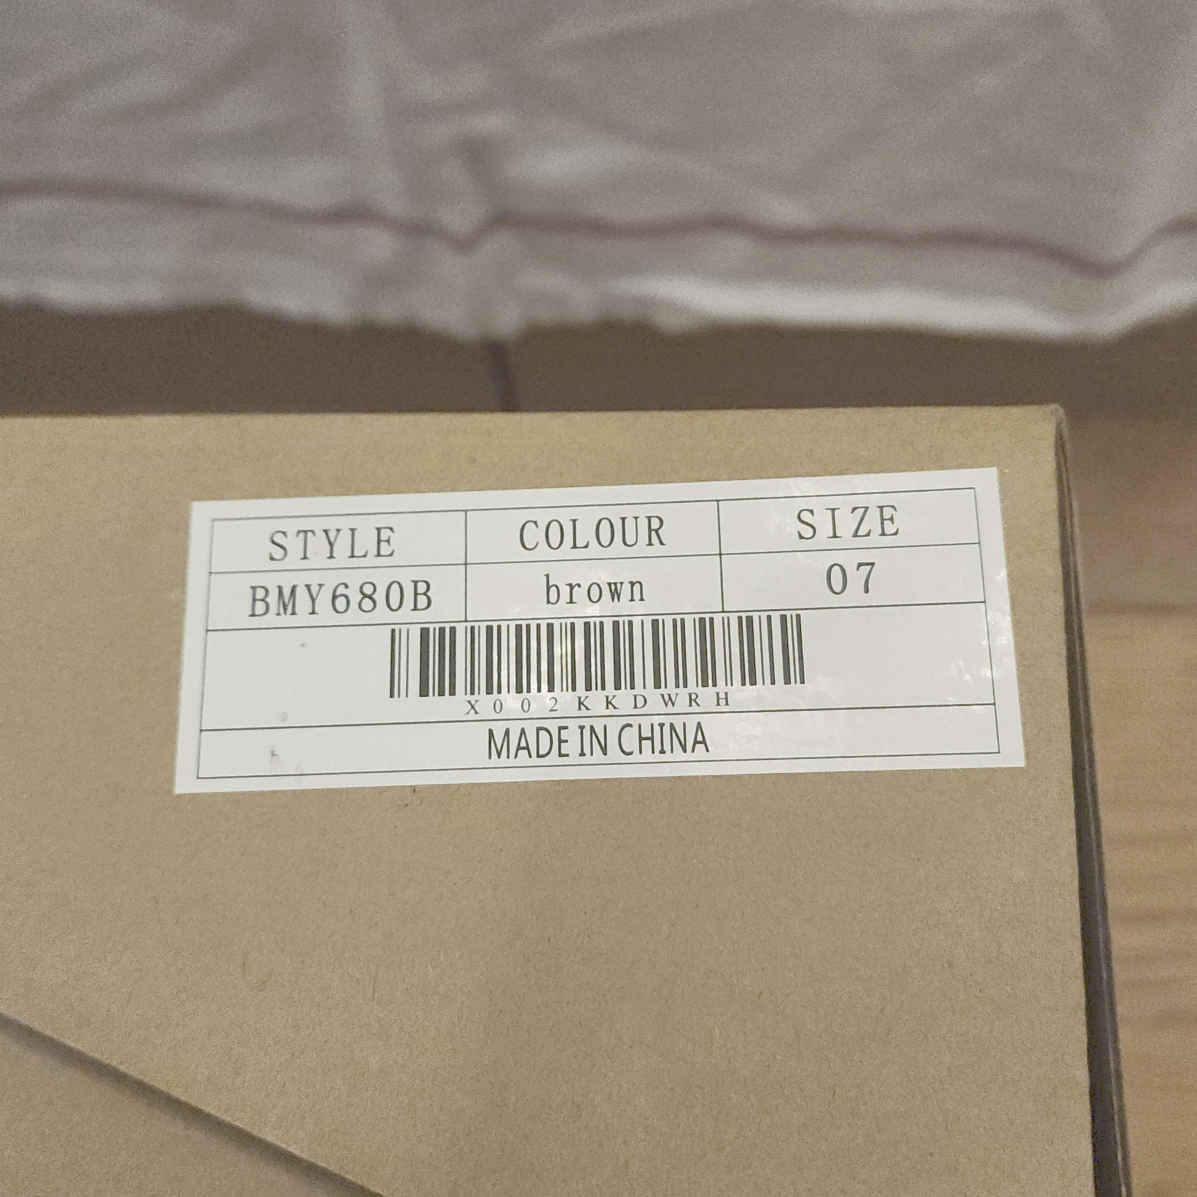 STYLE COLOUR SIZE
BMY680B brown 07
X002KKDWRH
MADE IN CHINA